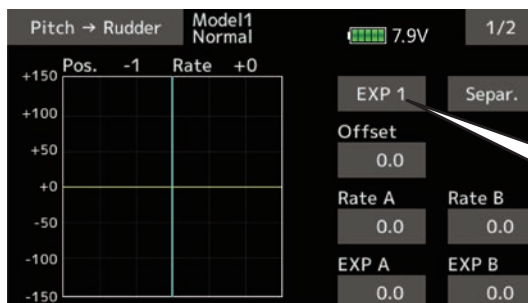 Pitch → Rudder Model1 Normal 7.9V 1/2
Pos. -1 Rate +0
+150
+100
+50
+0
-50
-100
-150
EXP 1 Separ.
Offset
0.0
Rate A Rate B
0.0 0.0
EXP A EXP B
0.0 0.0